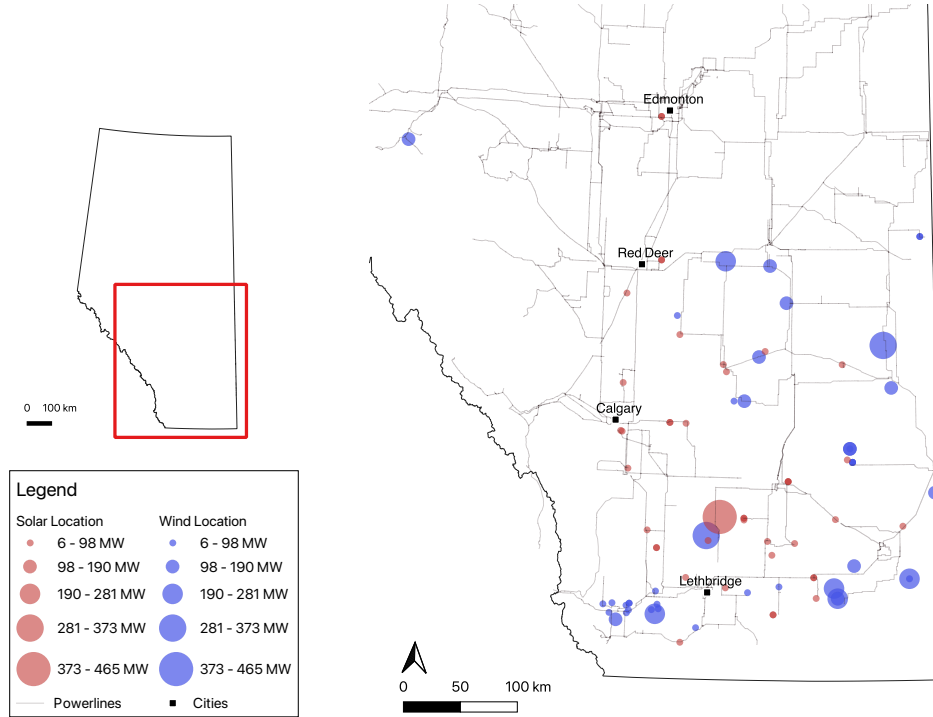 Edmonton
Red Deer
Calgary
Lethbridge
0 100 km
Legend
Solar Location Wind Location
6 - 98 MW 6 - 98 MW
98 - 190 MW 98 - 190 MW
190 - 281 MW 190 - 281 MW
281 - 373 MW 281 - 373 MW
373 - 465 MW 373 - 465 MW
Powerlines Cities
0 50 100 km